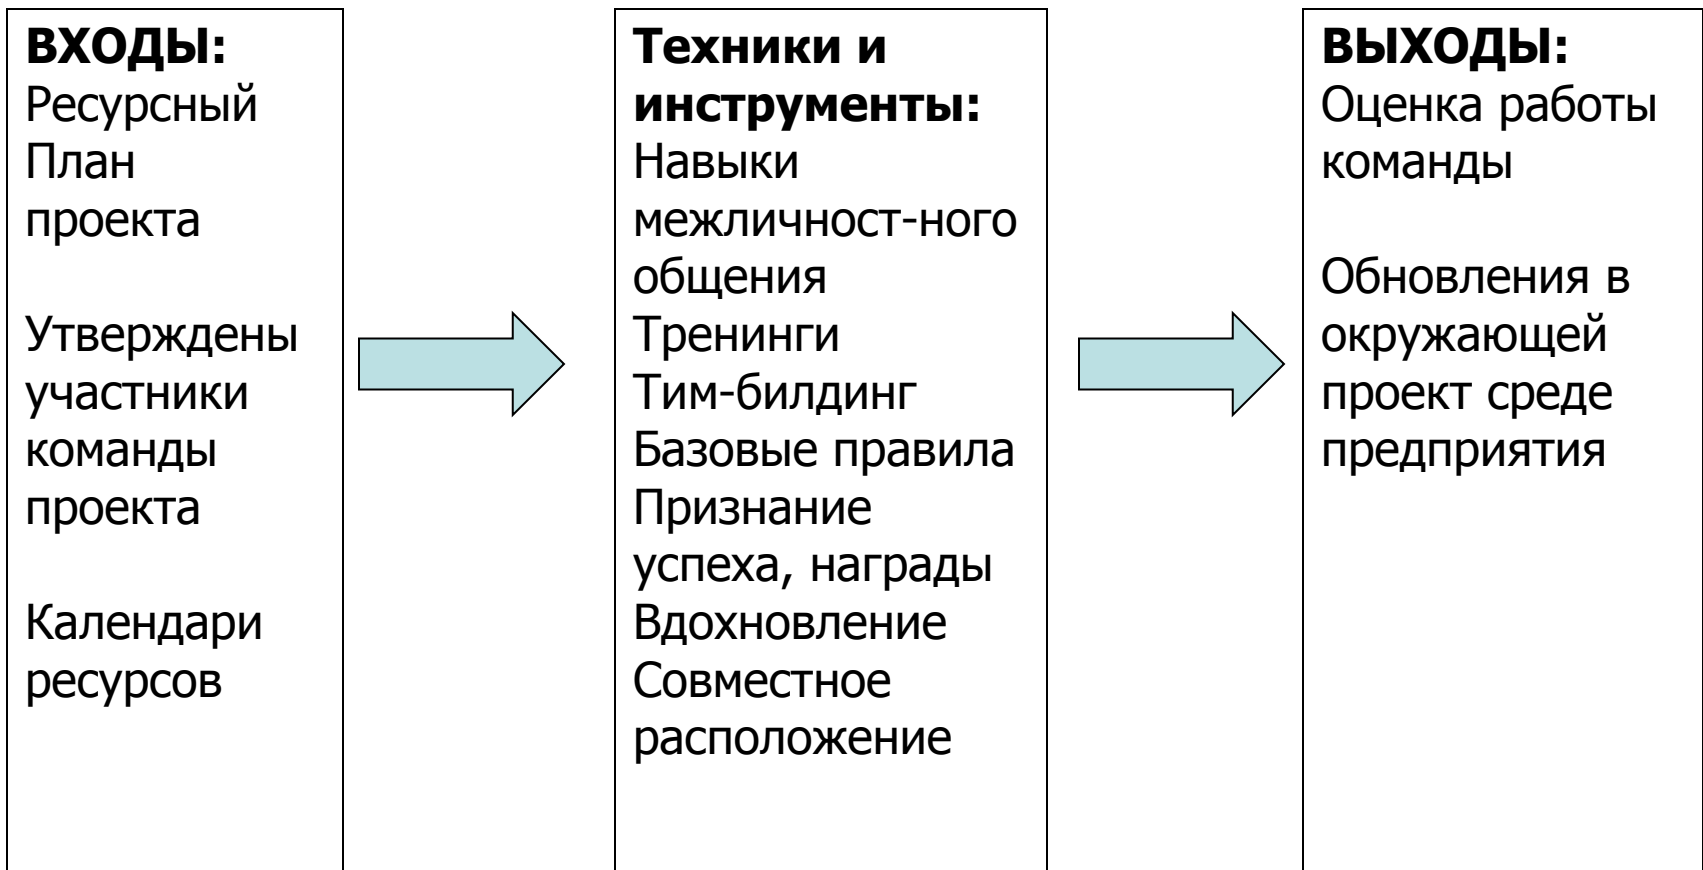 ВХОДЫ:
Ресурсный
План
проекта
Утверждены
участники
команды
проекта
Календари
ресурсов
Техники и
инструменты:
Навыки
межличност-ного
общения
Тренинги
Тим-билдинг
Базовые правила
Признание
успеха, награды
Вдохновление
Совместное
расположение
ВЫХОДЫ:
Оценка работы
команды
Обновления в
окружающей
проект среде
предприятия